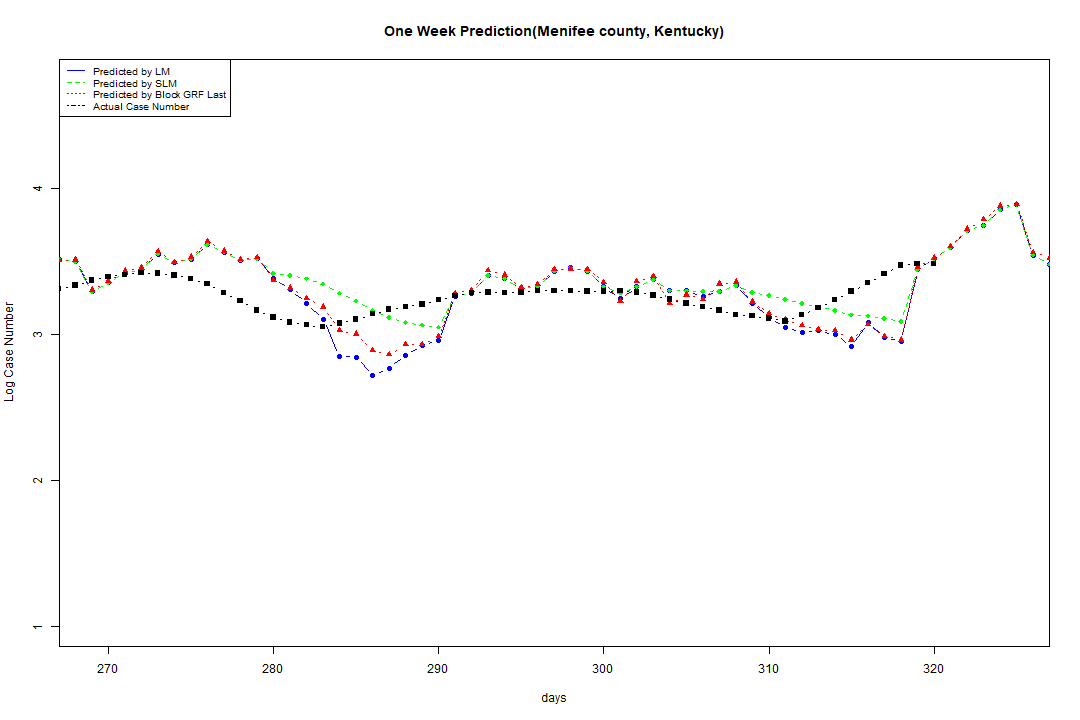 One Week Prediction(Menifee county, Kentucky)
Predicted by LM
Predicted by SLM
Predicted by Block GRF Last
Actual Case Number
4
3
2
1
Log Case Number
270 280 290 300 310 320
days